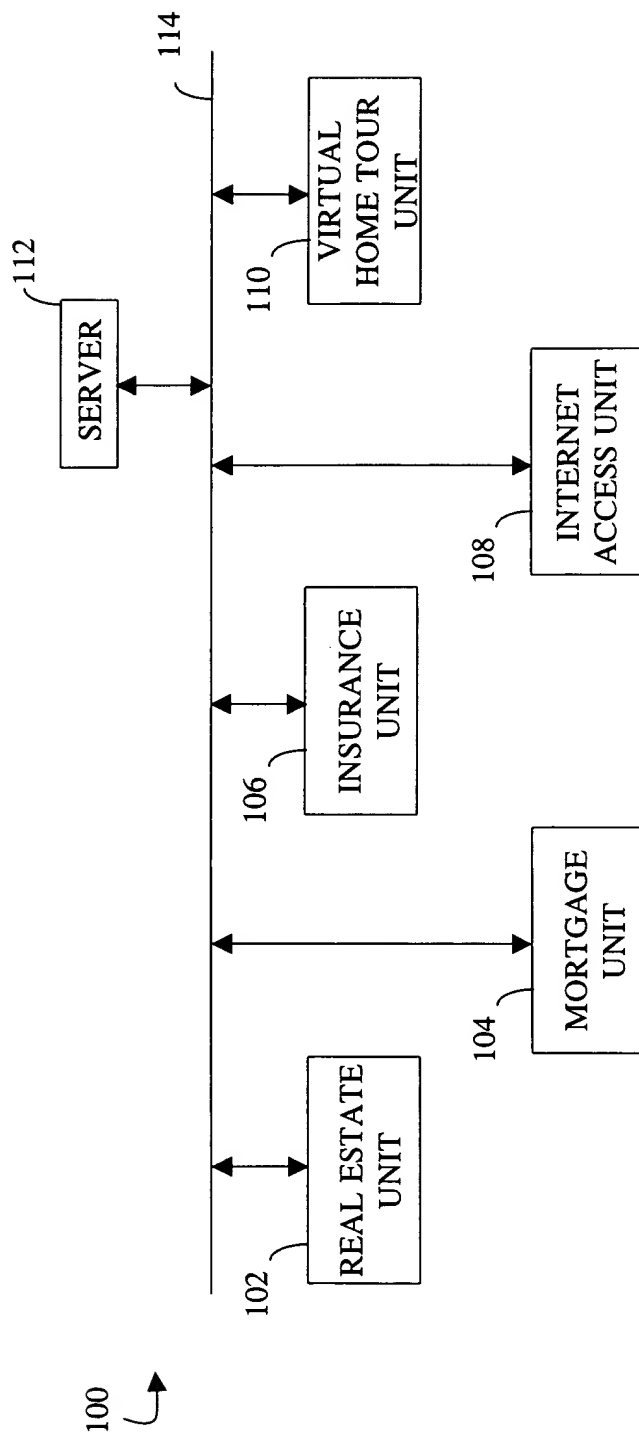 100
112
SERVER
114
102
REAL ESTATE
UNIT
106
INSURANCE
UNIT
110
VIRTUAL
HOME TOUR
UNIT
104
MORTGAGE
UNIT
108
INTERNET
ACCESS UNIT